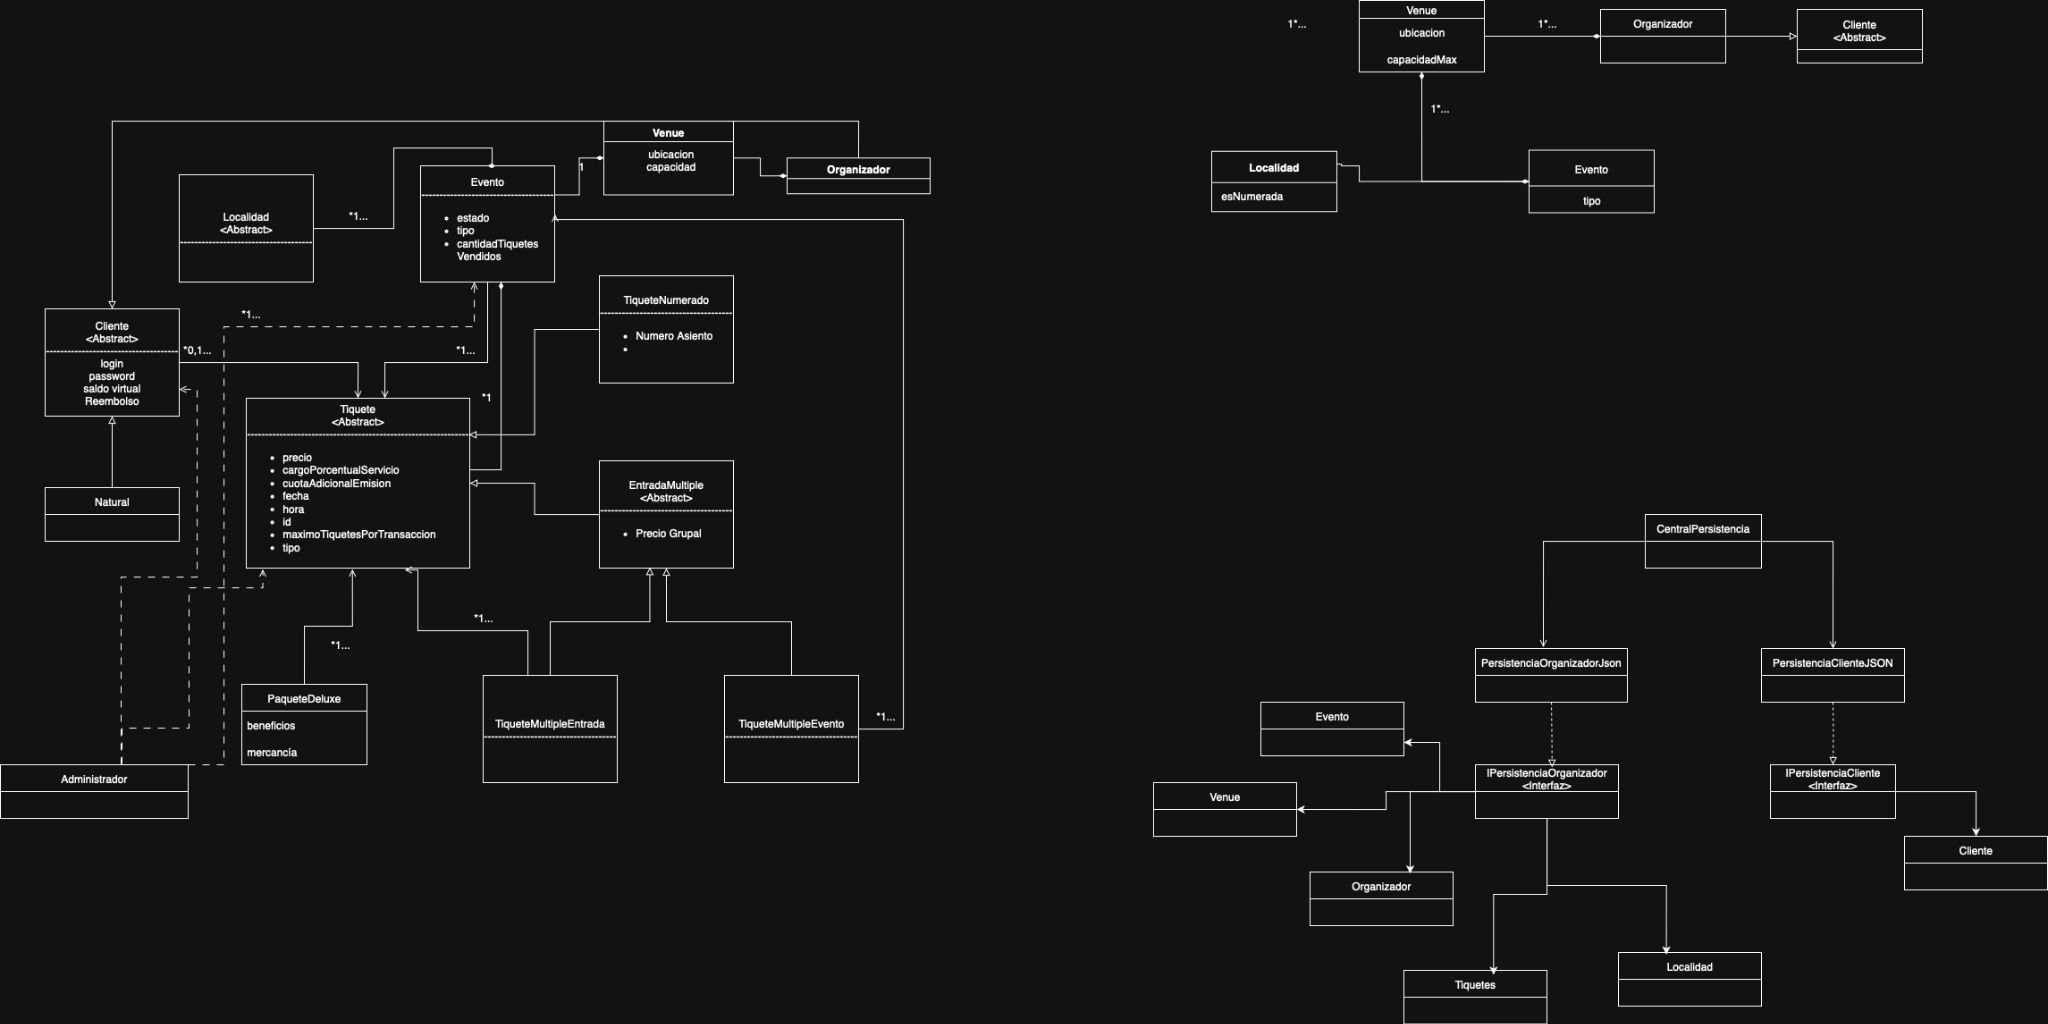 Venue
ubicacion
capacidad
Organizador
Evento
estado
tipo
cantidadTiquetes
Vendidos
1
Localidad
<Abstract>
*1...
*1...
Cliente
<Abstract>
login
password
saldo virtual
Reembolso
*0,1...
*1...
*1
TiqueteNumerado
Numero Asiento
Tiquete
<Abstract>
precio
cargoPorcentualServicio
cuotaAdicionalEmision
fecha
hora
id
maximoTiquetesPorTransaccion
tipo
EntradaMultiple
<Abstract>
Precio Grupal
Natural
*1...
*1...
PaqueteDeluxe
beneficios
mercancía
TiqueteMultipleEntrada
TiqueteMultipleEvento
*1...
Administrador
1*...
Venue
ubicacion
capacidadMax
1*...
Organizador
Cliente
<Abstract>
1*...
Localidad
esNumerada
Evento
tipo
CentralPersistencia
PersistenciaOrganizadorJson
PersistenciaClienteJSON
Evento
IPersistenciaOrganizador
<Interfaz>
IPersistenciaCliente
<Interfaz>
Venue
Cliente
Organizador
Localidad
Tiquetes